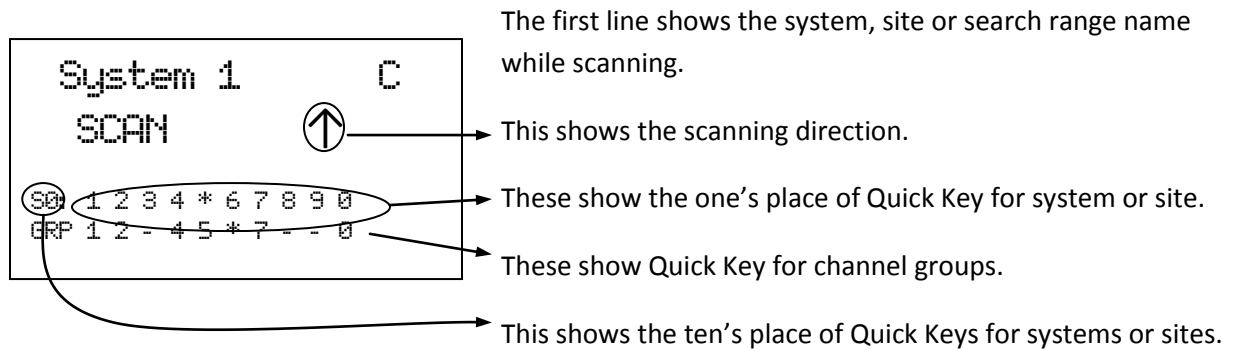 The first line shows the system, site or search range name
while scanning.
System 1 C
SCAN ↑
This shows the scanning direction.
S0: 1 2 3 4 * 6 7 8 9 0
These show the one’s place of Quick Key for system or site.
GRP 1 2 - 4 5 * 7 - - 0
These show Quick Key for channel groups.
This shows the ten’s place of Quick Keys for systems or sites.